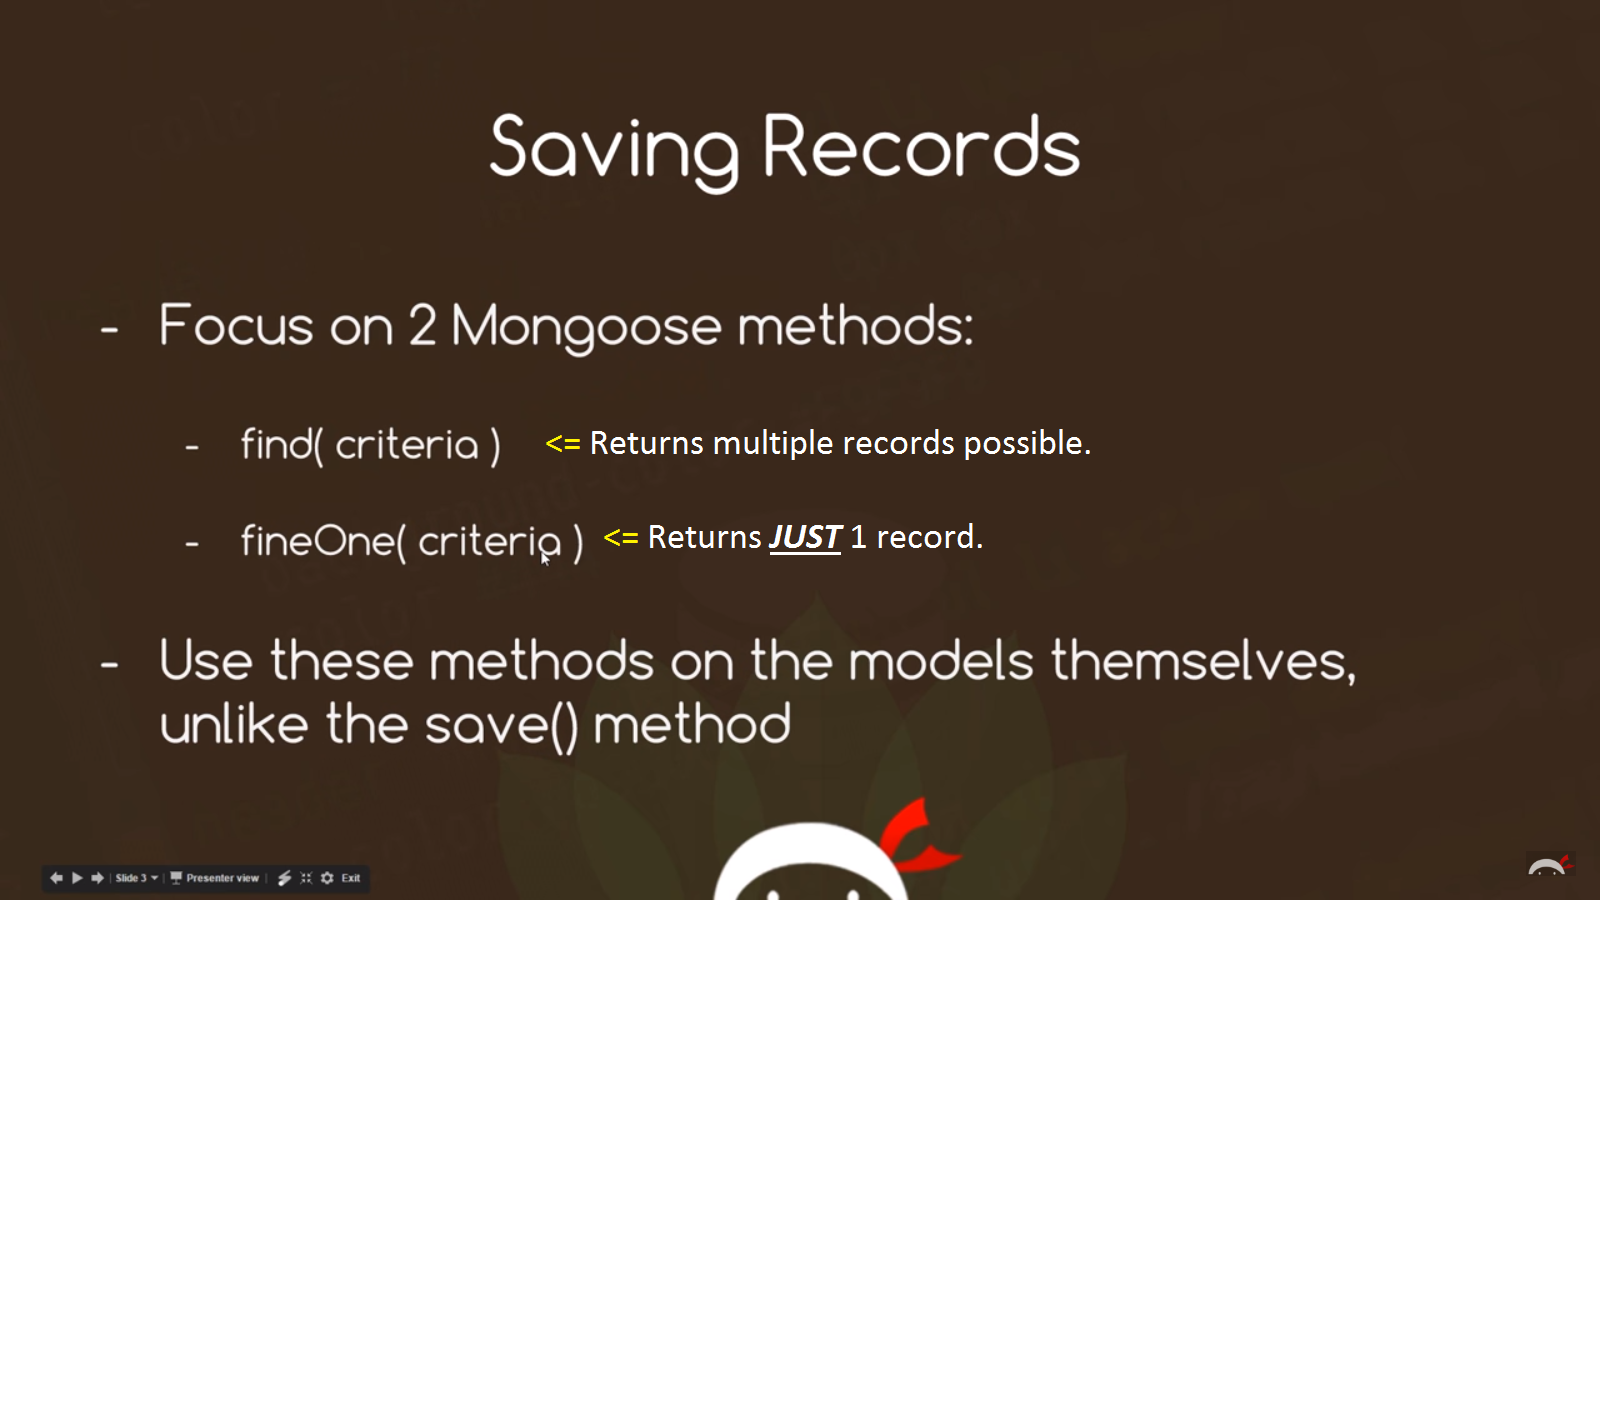 Saving Records
- Focus on 2 Mongoose methods:
- find( criteria ) <= Returns multiple records possible.
- fineOne( criteria ) <= Returns JUST 1 record.
- Use these methods on the models themselves,
unlike the save() method
Slide 3 Presenter view Exit